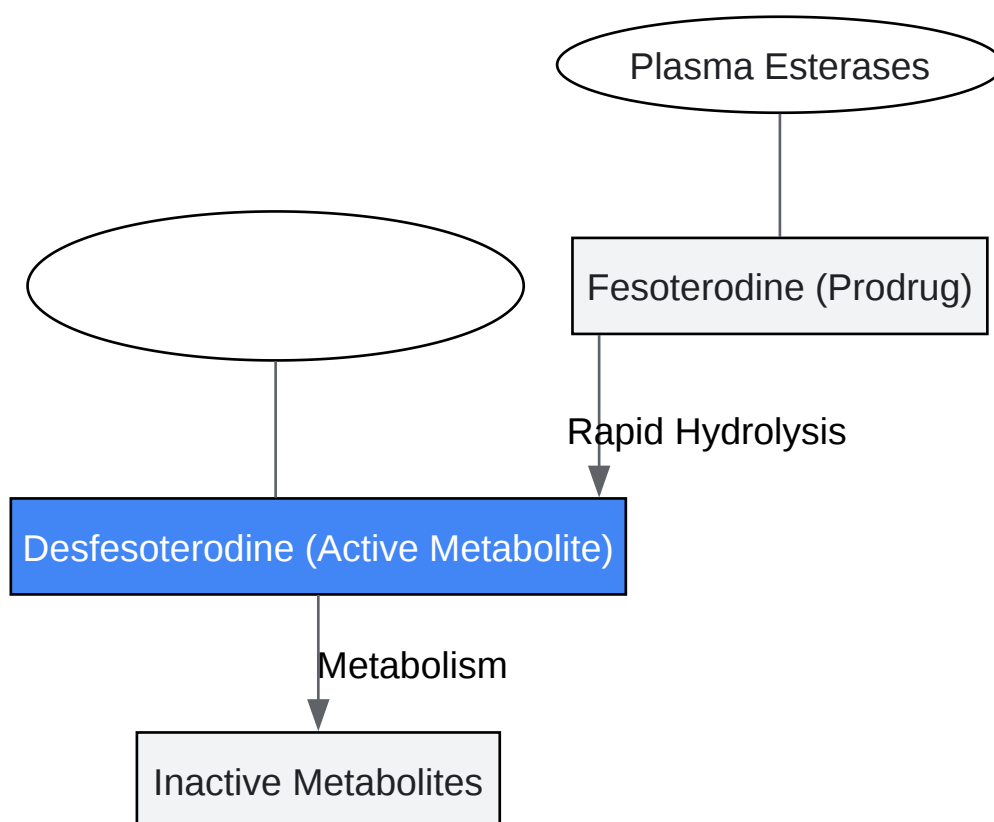 Plasma Esterases
Fesoterodine (Prodrug)
Rapid Hydrolysis
Desfesoterodine (Active Metabolite)
Metabolism
Inactive Metabolites